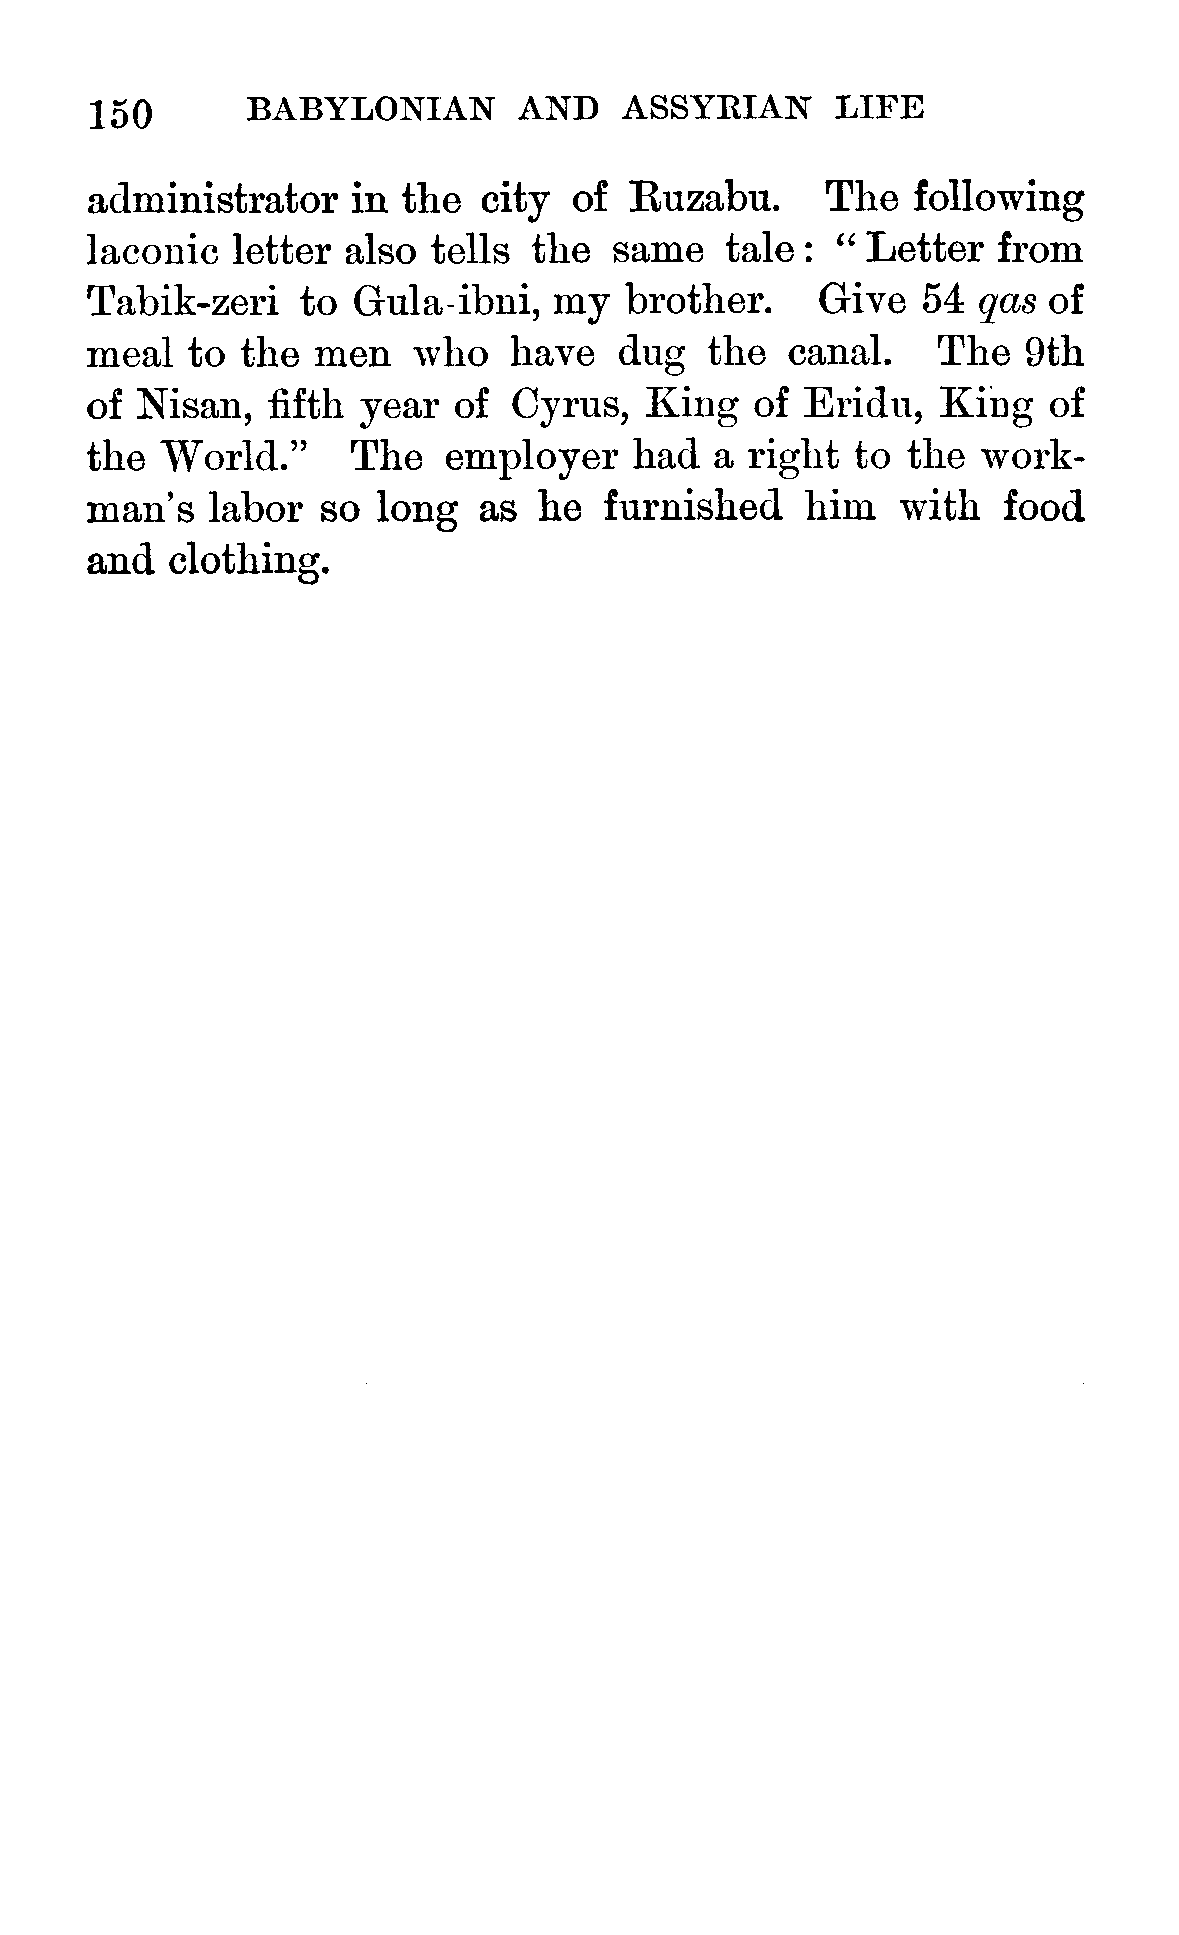 150 BABYLONIAN AND ASSYRIAN LIFE
administrator in the city of Ruzabu. The following
laconic letter also tells the same tale: “Letter from
Tabik-zeri to Gula-ibni, my brother. Give 54 qas of
meal to the men who have dug the canal. The 9th
of Nisan, fifth year of Cyrus, King of Eridu, King of
the World.” The employer had a right to the work-
man’s labor so long as he furnished him with food
and clothing.